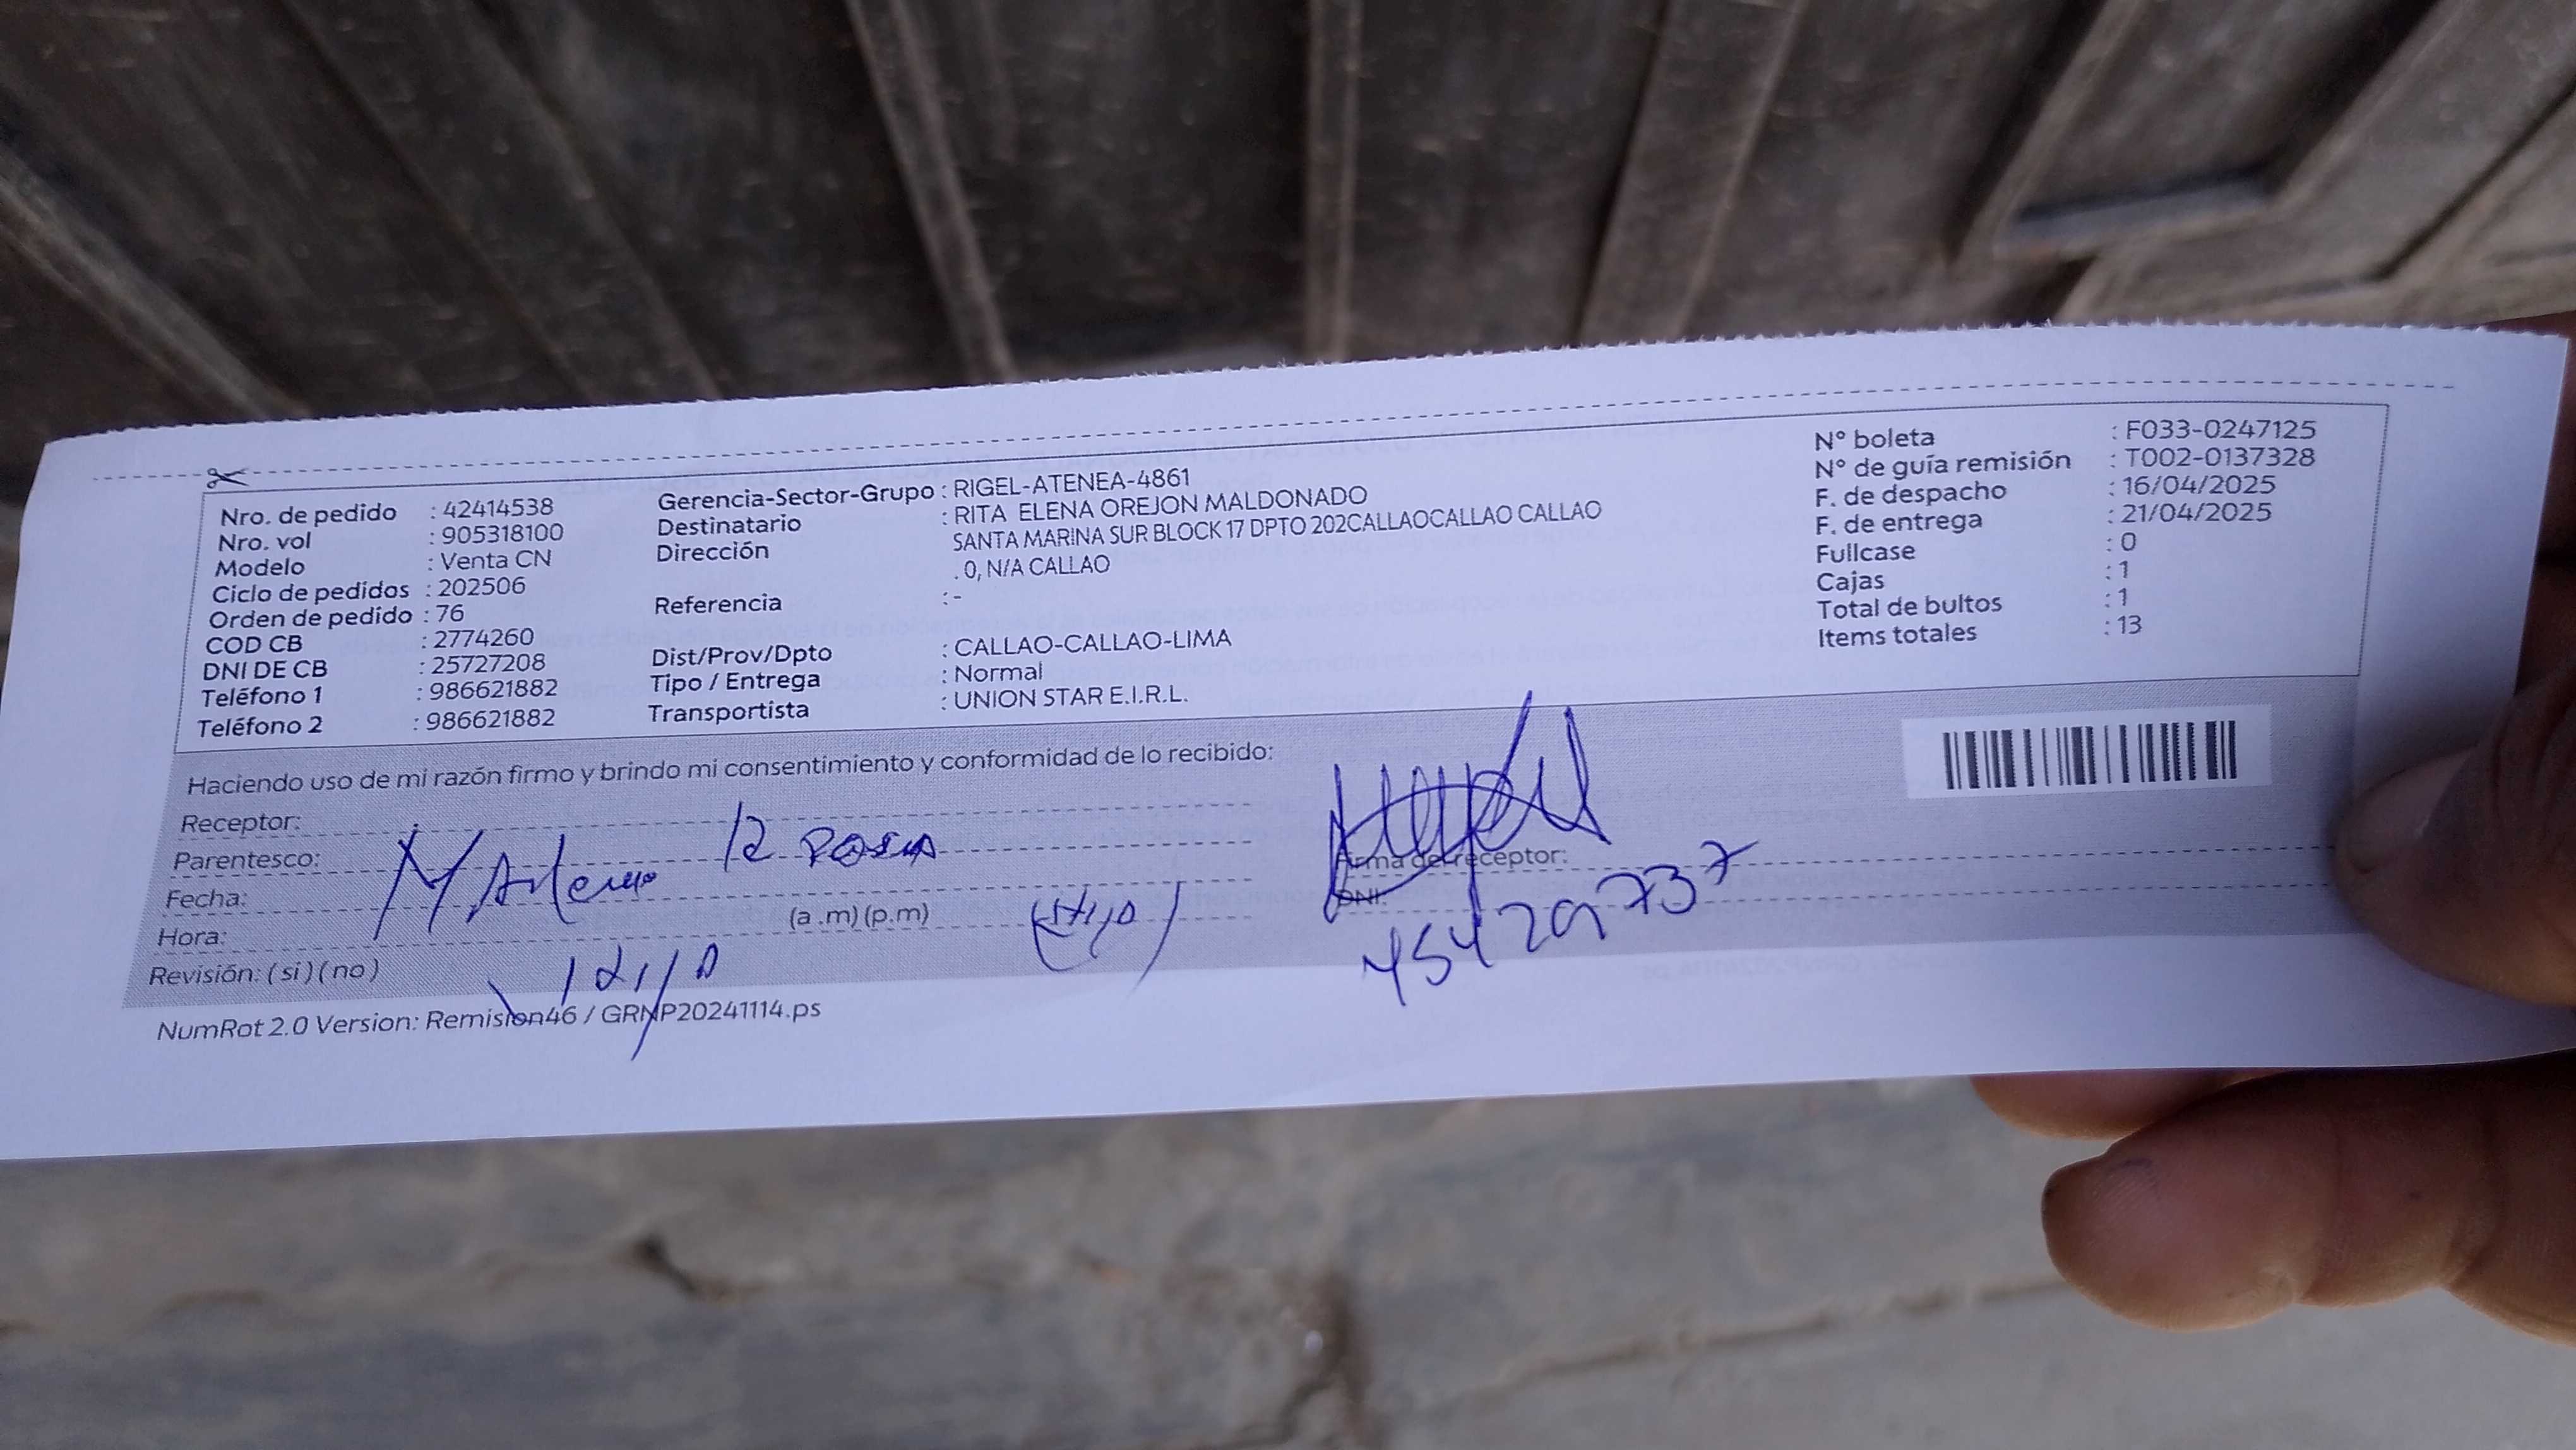 Nro. de pedido : 42414538
Nro. vol : 905318100
Modelo : Venta CN
Ciclo de pedidos : 202506
Orden de pedido : 76
COD CB : 2774260
DNI DE CB : 25727208
Teléfono 1 : 986621882
Teléfono 2 : 986621882
Gerencia-Sector-Grupo : RIGEL-ATENEA-4861
Destinatario : RITA ELENA OREJON MALDONADO
Dirección SANTA MARINA SUR BLOCK 17 DPTO 202CALLAOCALLAO CALLAO
. 0, N/A CALLAO
Referencia : -
Dist/Prov/Dpto : CALLAO-CALLAO-LIMA
Tipo / Entrega : Normal
Transportista : UNION STAR E.I.R.L.
N° boleta : F033-0247125
N° de guía remisión : T002-0137328
F. de despacho : 16/04/2025
F. de entrega : 21/04/2025
Fullcase : 0
Cajas : 1
Total de bultos : 1
Items totales : 13
Haciendo uso de mi razón firmo y brindo mi consentimiento y conformidad de lo recibido:
Receptor:
Parentesco:
Fecha:
Hora: (a .m) (p.m)
Revisión: ( si ) ( no )
Firma del receptor:
DNI:
(Hijo)
NumRot 2.0 Version: Remision46 / GRNP20241114.ps